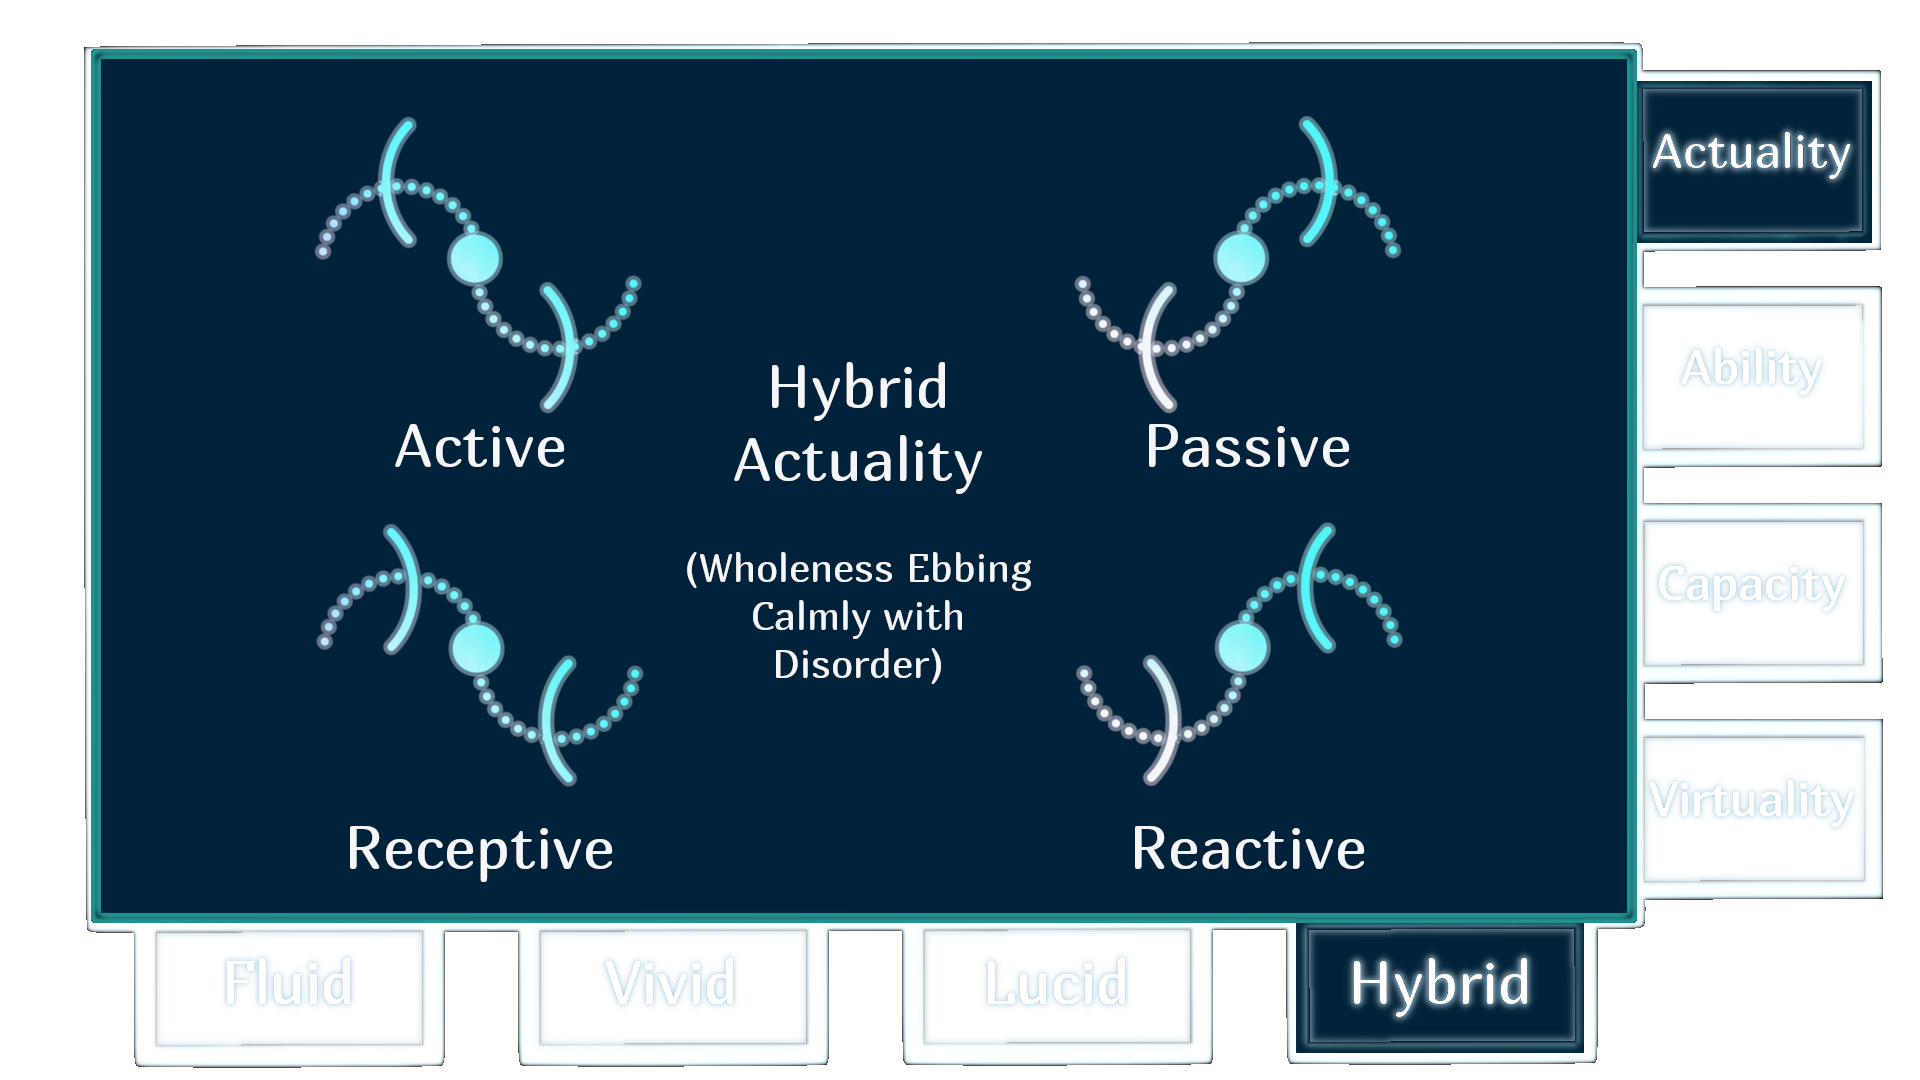 Actuality
Hybrid
Actuality
Active
Passive
Ability
(Wholeness Ebbing
Calmly with
Disorder)
Capacity
Receptive
Reactive
Virtuality
Fluid
Vivid
Lucid
Hybrid